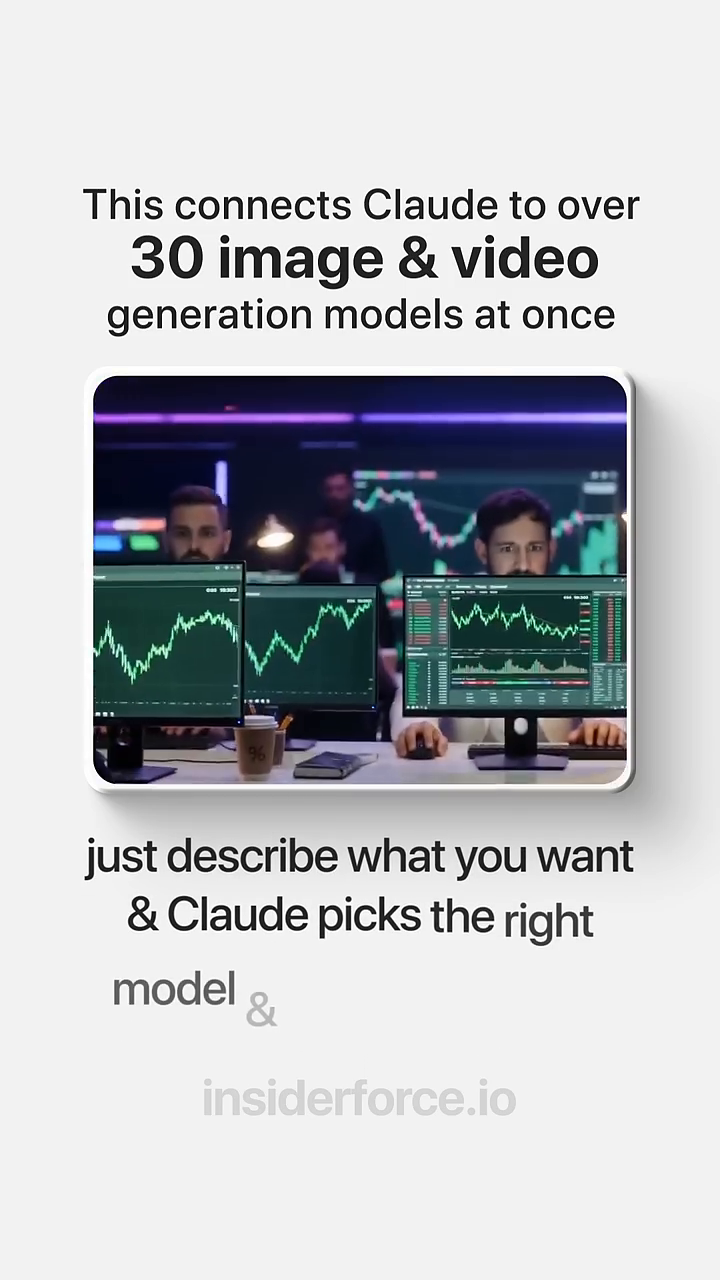 This connects Claude to over
30 image & video
generation models at once
just describe what you want
& Claude picks the right
model &
insiderforce.io